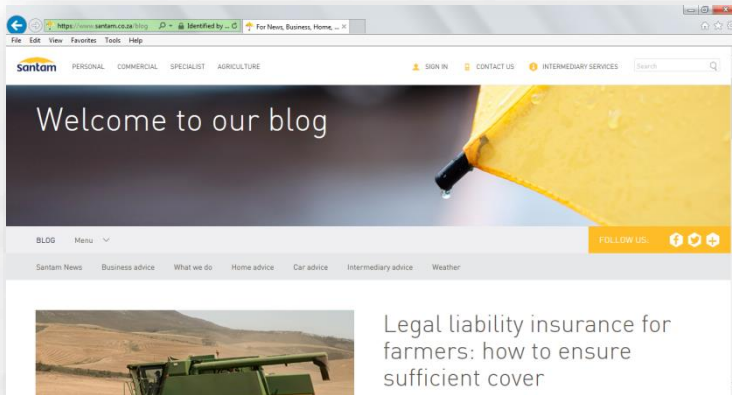 https://www.santam.co.za/blog
Identified by ...
For News, Business, Home, ...
File Edit View Favorites Tools Help
santam
PERSONAL COMMERCIAL SPECIALIST AGRICULTURE
SIGN IN CONTACT US INTERMEDIARY SERVICES Search
Welcome to our blog
BLOG Menu
FOLLOW US:
Santam News Business advice What we do Home advice Car advice Intermediary advice Weather
Legal liability insurance for
farmers: how to ensure
sufficient cover